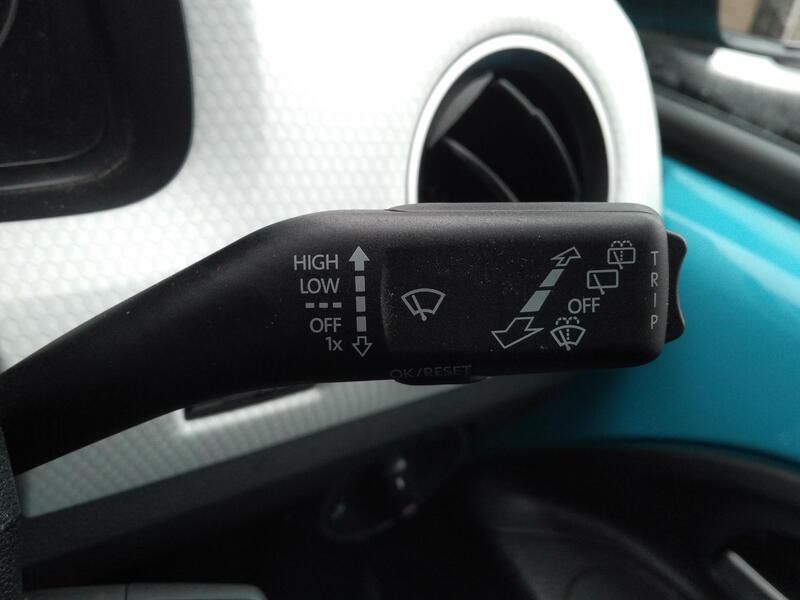 HIGH
LOW
---
OFF
1x
OFF
TRIP
OK/RESET